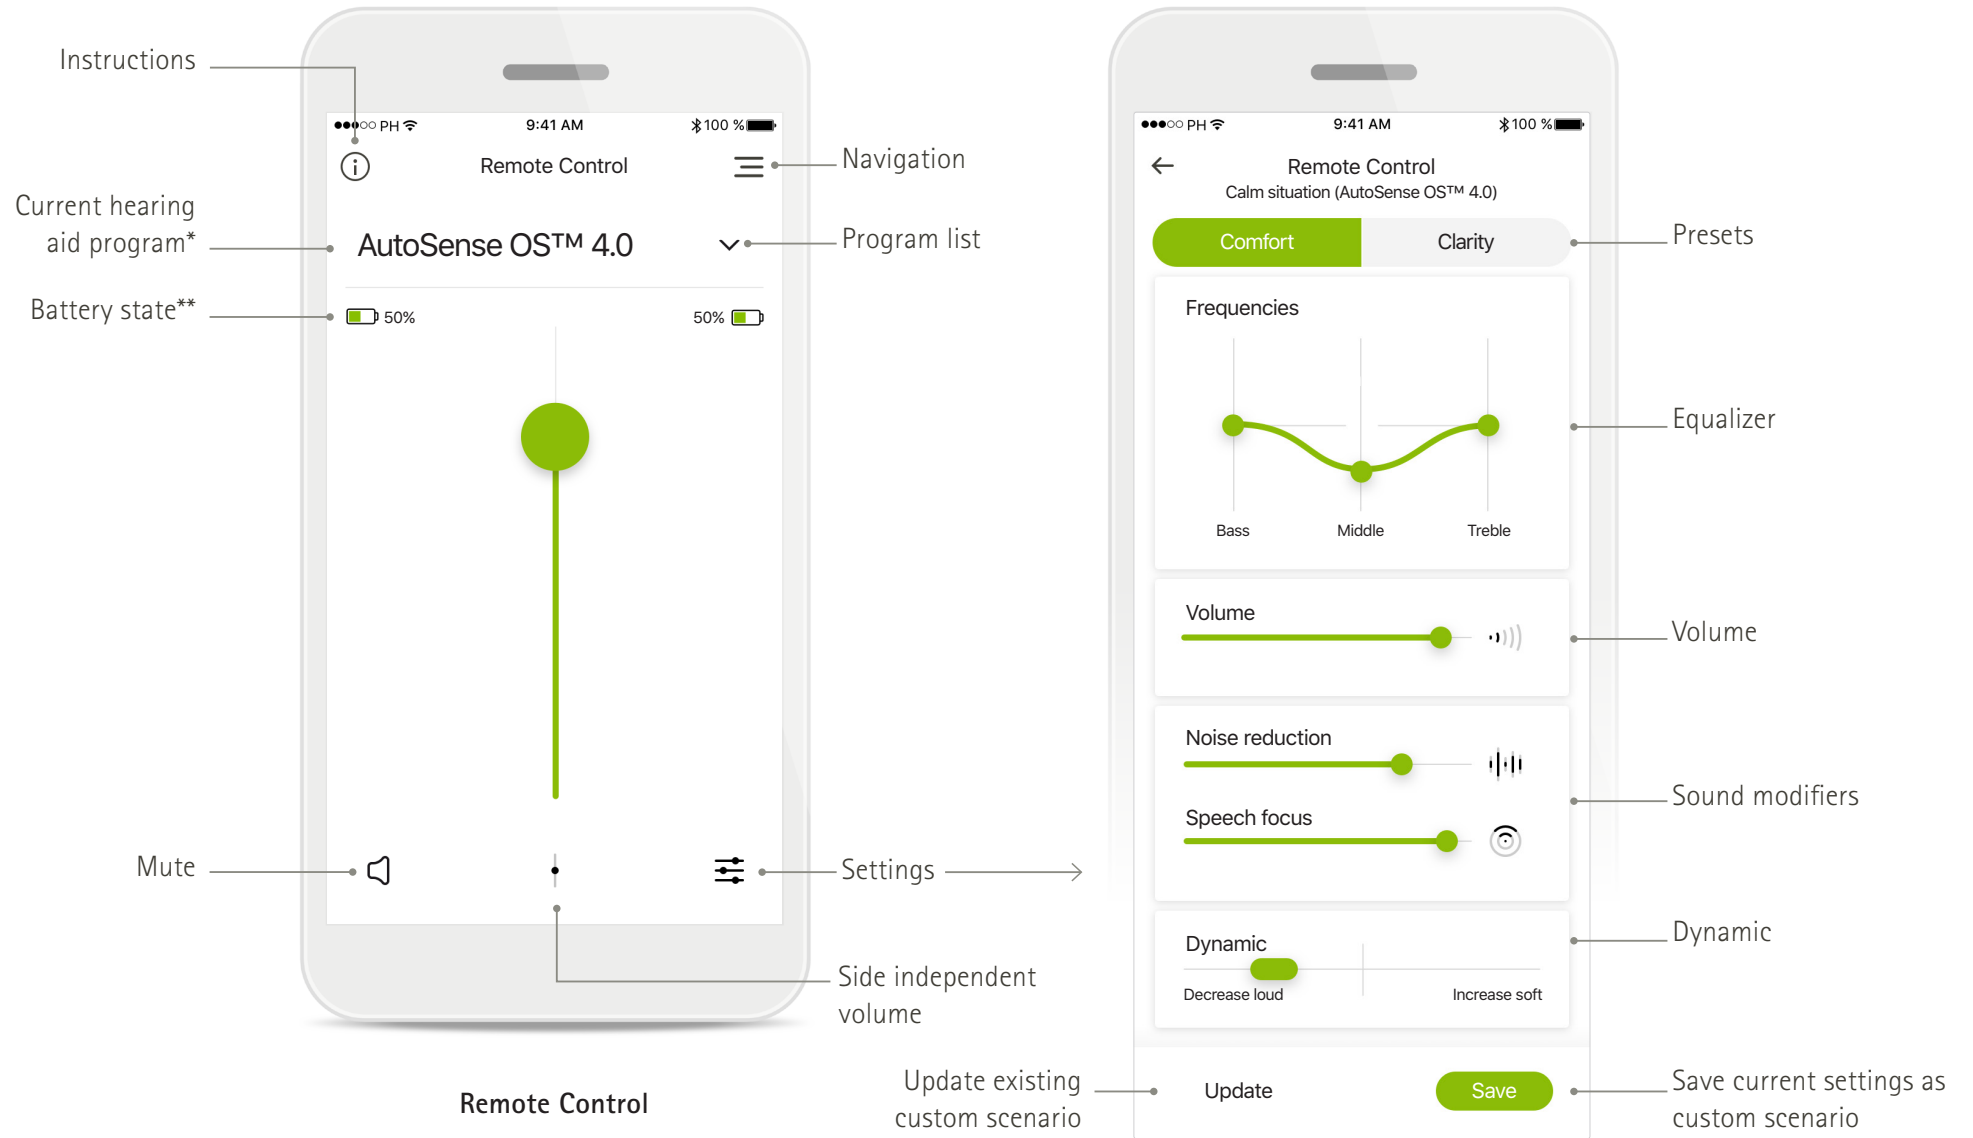 Instructions
Current hearing
aid program*
Battery state**
Mute
PH
9:41 AM
100 %
Remote Control
AutoSense OS™ 4.0
50%
50%
Navigation
Program list
Settings
Side independent
volume
Remote Control
PH
9:41 AM
100 %
Remote Control
Calm situation (AutoSense OS™ 4.0)
Comfort
Clarity
Frequencies
Bass
Middle
Treble
Volume
Noise reduction
Speech focus
Dynamic
Decrease loud
Increase soft
Update
Save
Presets
Equalizer
Volume
Sound modifiers
Dynamic
Update existing
custom scenario
Save current settings as
custom scenario